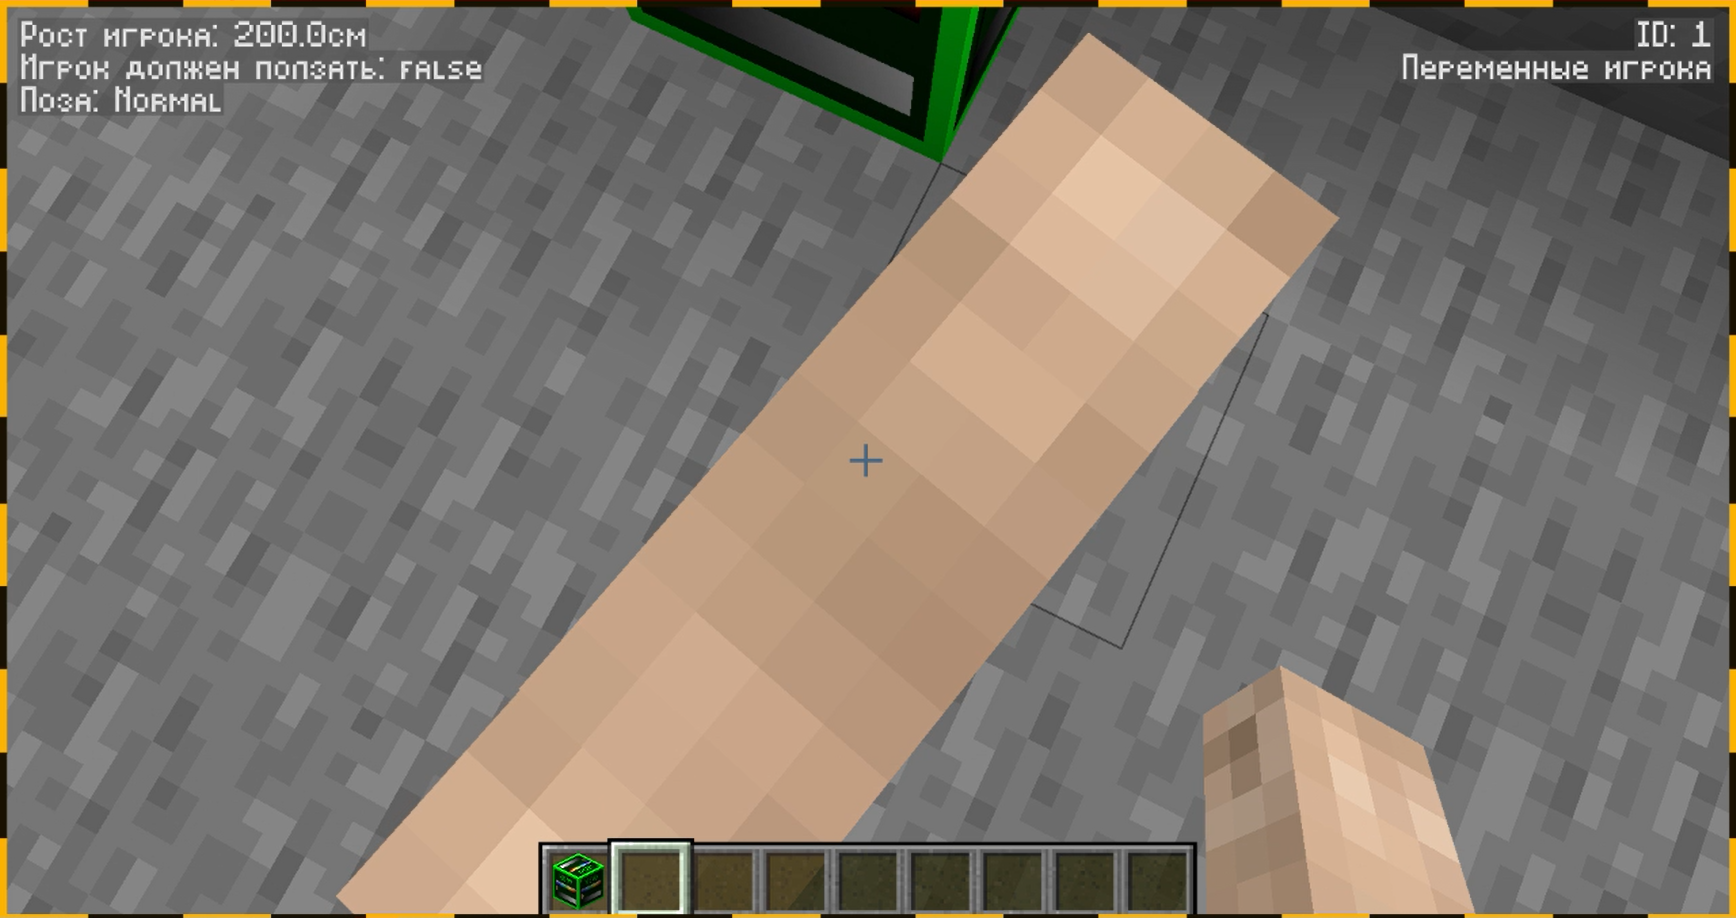 Рост игрока: 200.0см
Игрок должен ползать: false
Поза: Normal
ID: 1
Переменные игрока